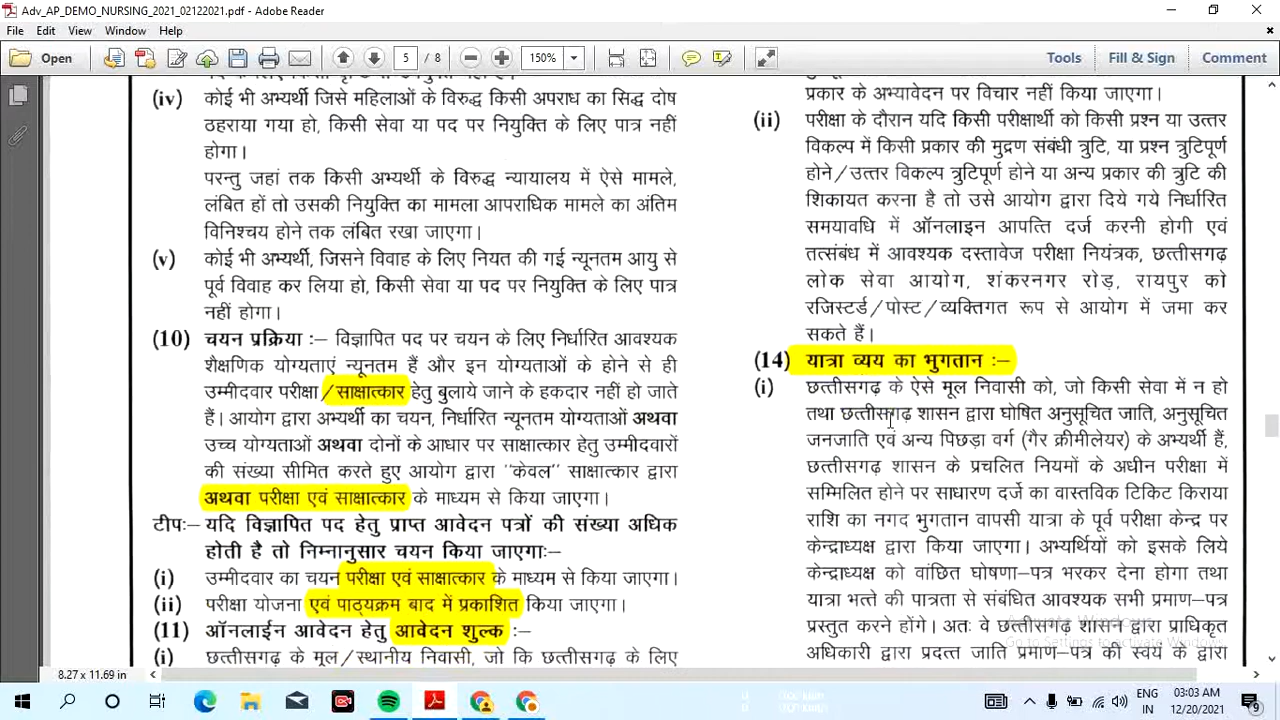 Adv_AP_DEMO_NURSING_2021_02122021.pdf - Adobe Reader
File Edit View Window Help
Open 5 / 8 150% Tools Fill & Sign Comment
(iv) कोई भी अभ्यर्थी जिसे महिलाओं के विरुद्ध किसी अपराध का सिद्ध दोष
ठहराया गया हो, किसी सेवा या पद पर नियुक्ति के लिए पात्र नहीं
होगा।
परन्तु जहां तक किसी अभ्यर्थी के विरुद्ध न्यायालय में ऐसे मामले,
लंबित हों तो उसकी नियुक्ति का मामला आपराधिक मामले का अंतिम
विनिश्चय होने तक लंबित रखा जाएगा।
(v) कोई भी अभ्यर्थी, जिसने विवाह के लिए नियत की गई न्यूनतम आयु से
पूर्व विवाह कर लिया हो, किसी सेवा या पद पर नियुक्ति के लिए पात्र
नहीं होगा।
(10) चयन प्रक्रिया :– विज्ञापित पद पर चयन के लिए निर्धारित आवश्यक
शैक्षणिक योग्यताएं न्यूनतम हैं और इन योग्यताओं के होने से ही
उम्मीदवार परीक्षा /साक्षात्कार हेतु बुलाये जाने के हकदार नहीं हो जाते
हैं। आयोग द्वारा अभ्यर्थी का चयन, निर्धारित न्यूनतम योग्यताओं अथवा
उच्च योग्यताओं अथवा दोनों के आधार पर साक्षात्कार हेतु उम्मीदवारों
की संख्या सीमित करते हुए आयोग द्वारा "केवल" साक्षात्कार द्वारा
अथवा परीक्षा एवं साक्षात्कार के माध्यम से किया जाएगा।
टीपः– यदि विज्ञापित पद हेतु प्राप्त आवेदन पत्रों की संख्या अधिक
होती है तो निम्नानुसार चयन किया जाएगाः–
(i) उम्मीदवार का चयन परीक्षा एवं साक्षात्कार के माध्यम से किया जाएगा।
(ii) परीक्षा योजना एवं पाठ्यक्रम बाद में प्रकाशित किया जाएगा।
(11) ऑनलाईन आवेदन हेतु आवेदन शुल्क :–
(i) छत्तीसगढ़ के मूल/स्थानीय निवासी, जो कि छत्तीसगढ़ के लिए
प्रकार के अभ्यावेदन पर विचार नहीं किया जाएगा।
(ii) परीक्षा के दौरान यदि किसी परीक्षार्थी को किसी प्रश्न या उत्तर
विकल्प में किसी प्रकार की मुद्रण संबंधी त्रुटि, या प्रश्न त्रुटिपूर्ण
होने/उत्तर विकल्प त्रुटिपूर्ण होने या अन्य प्रकार की त्रुटि की
शिकायत करना है तो उसे आयोग द्वारा दिये गये निर्धारित
समयावधि में ऑनलाइन आपत्ति दर्ज करनी होगी एवं
तत्संबंध में आवश्यक दस्तावेज परीक्षा नियंत्रक, छत्तीसगढ़
लोक सेवा आयोग, शंकरनगर रोड़, रायपुर को
रजिस्टर्ड/पोस्ट/व्यक्तिगत रूप से आयोग में जमा कर
सकते हैं।
(14) यात्रा व्यय का भुगतान :–
(i) छत्तीसगढ़ के ऐसे मूल निवासी को, जो किसी सेवा में न हो
तथा छत्तीसगढ़ शासन द्वारा घोषित अनुसूचित जाति, अनुसूचित
जनजाति एवं अन्य पिछड़ा वर्ग (गैर क्रीमीलेयर) के अभ्यर्थी हैं,
छत्तीसगढ़ शासन के प्रचलित नियमों के अधीन परीक्षा में
सम्मिलित होने पर साधारण दर्जे का वास्तविक टिकिट किराया
राशि का नगद भुगतान वापसी यात्रा के पूर्व परीक्षा केन्द्र पर
केन्द्राध्यक्ष द्वारा किया जाएगा। अभ्यर्थियों को इसके लिये
केन्द्राध्यक्ष को वांछित घोषणा–पत्र भरकर देना होगा तथा
यात्रा भत्ते की पात्रता से संबंधित आवश्यक सभी प्रमाण–पत्र
प्रस्तुत करने होंगे। अतः वे छत्तीसगढ़ शासन द्वारा प्राधिकृत
अधिकारी द्वारा प्रदत्त जाति प्रमाण–पत्र की स्वयं के द्वारा
Activate Windows
Go to Settings to activate Windows.
8.27 x 11.69 in
ENG 03:03 AM
IN 12/20/2021
9